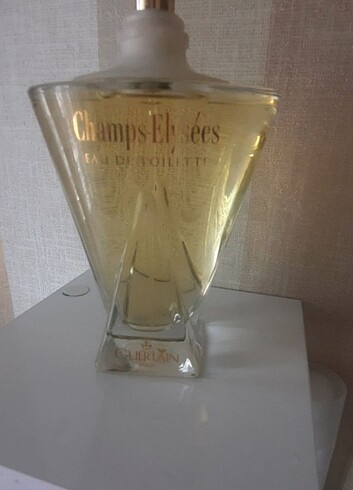 Champs-Elysées
EAU DE TOILETTE
GUERLAIN